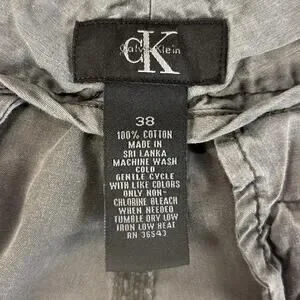 cK
Calvin Klein
38
100% COTTON
MADE IN
SRI LANKA
MACHINE WASH
COLD
GENTLE CYCLE
WITH LIKE COLORS
ONLY NON-
CHLORINE BLEACH
WHEN NEEDED
TUMBLE DRY LOW
IRON LOW HEAT
RN 36543